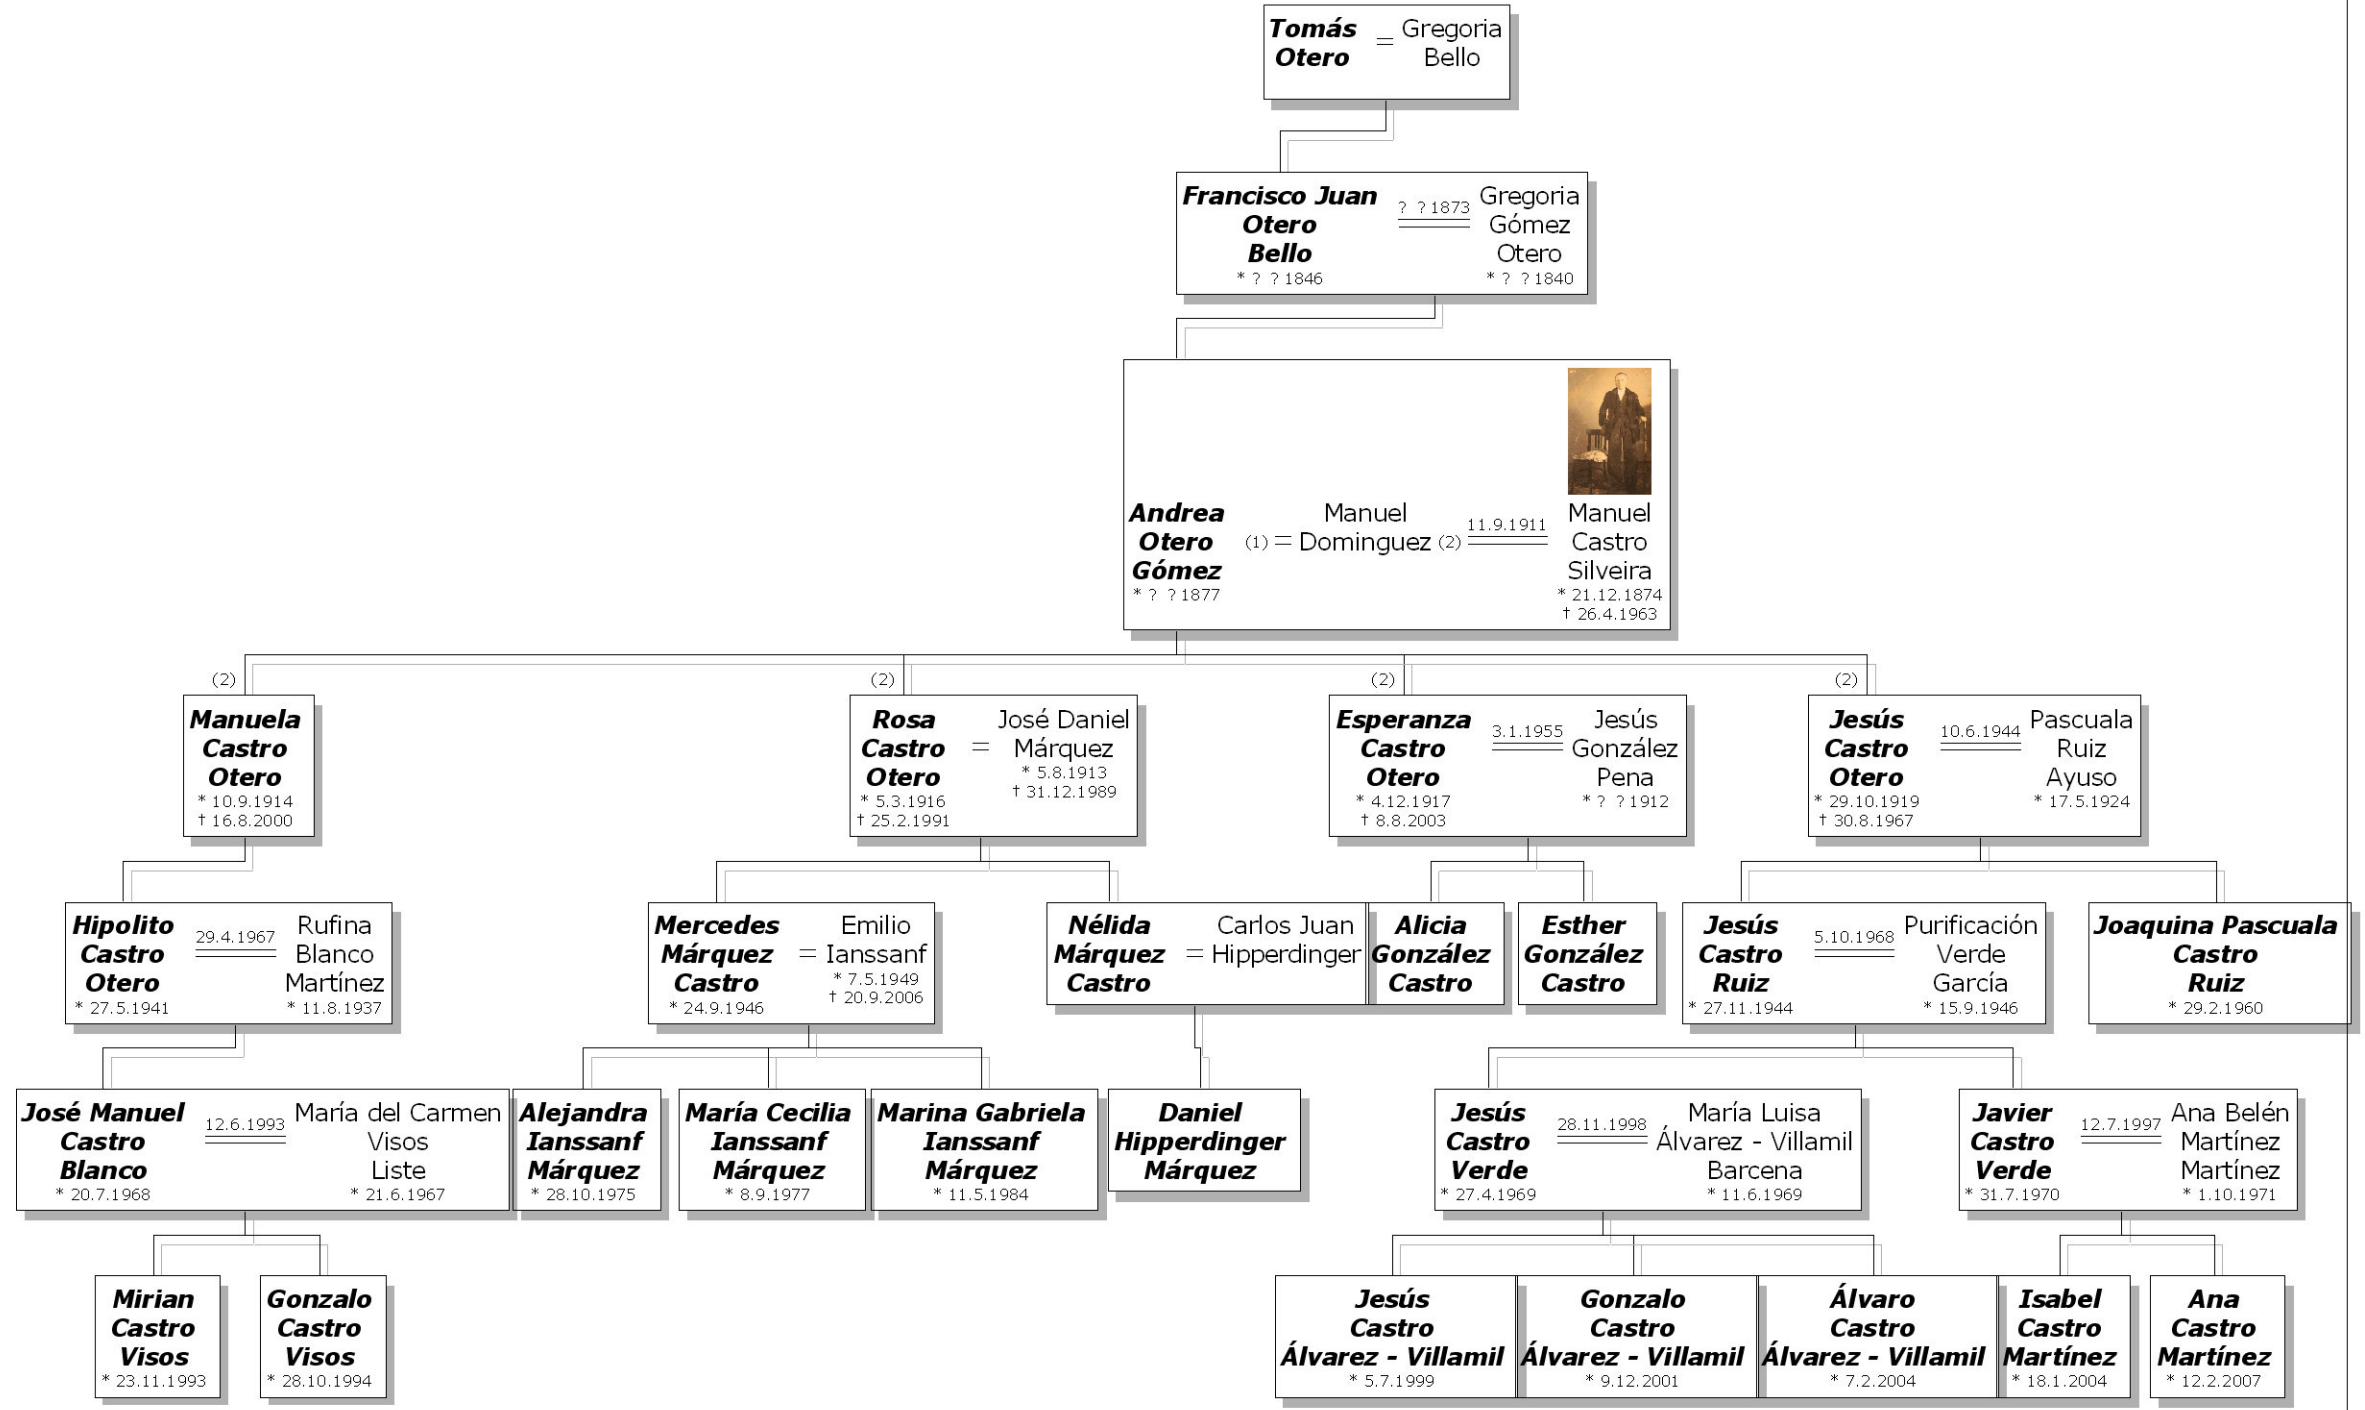 Tomás
Otero
=
Gregoria
Bello
Francisco Juan
Otero
Bello
* ? ? 1846
? ? 1873
Gregoria
Gómez
Otero
* ? ? 1840
Andrea
Otero
Gómez
* ? ? 1877
(1) =
Manuel
Dominguez
(2)
11.9.1911
Manuel
Castro
Silveira
* 21.12.1874
† 26.4.1963
(2)
(2)
(2)
(2)
Manuela
Castro
Otero
* 10.9.1914
† 16.8.2000
Rosa
Castro
Otero
* 5.3.1916
† 25.2.1991
=
José Daniel
Márquez
* 5.8.1913
† 31.12.1989
Esperanza
Castro
Otero
* 4.12.1917
† 8.8.2003
3.1.1955
Jesús
González
Pena
* ? ? 1912
Jesús
Castro
Otero
* 29.10.1919
† 30.8.1967
10.6.1944
Pascuala
Ruiz
Ayuso
* 17.5.1924
Hipolito
Castro
Otero
* 27.5.1941
29.4.1967
Rufina
Blanco
Martínez
* 11.8.1937
Mercedes
Márquez
Castro
* 24.9.1946
=
Emilio
Ianssanf
* 7.5.1949
† 20.9.2006
Nélida
Márquez
Castro
=
Carlos Juan
Hipperdinger
Alicia
González
Castro
Esther
González
Castro
Jesús
Castro
Ruiz
* 27.11.1944
5.10.1968
Purificación
Verde
García
* 15.9.1946
Joaquina Pascuala
Castro
Ruiz
* 29.2.1960
José Manuel
Castro
Blanco
* 20.7.1968
12.6.1993
María del Carmen
Visos
Liste
* 21.6.1967
Alejandra
Ianssanf
Márquez
* 28.10.1975
María Cecilia
Ianssanf
Márquez
* 8.9.1977
Marina Gabriela
Ianssanf
Márquez
* 11.5.1984
Daniel
Hipperdinger
Márquez
Jesús
Castro
Verde
* 27.4.1969
28.11.1998
María Luisa
Álvarez - Villamil
Barcena
* 11.6.1969
Javier
Castro
Verde
* 31.7.1970
12.7.1997
Ana Belén
Martínez
Martínez
* 1.10.1971
Mirian
Castro
Visos
* 23.11.1993
Gonzalo
Castro
Visos
* 28.10.1994
Jesús
Castro
Álvarez - Villamil
* 5.7.1999
Gonzalo
Castro
Álvarez - Villamil
* 9.12.2001
Álvaro
Castro
Álvarez - Villamil
* 7.2.2004
Isabel
Castro
Martínez
* 18.1.2004
Ana
Castro
Martínez
* 12.2.2007